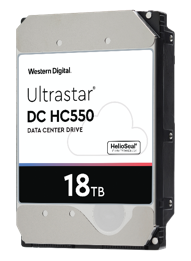 Western Digital
Ultrastar®
DC HC550
DATA CENTER DRIVE
HelioSeal®
18TB